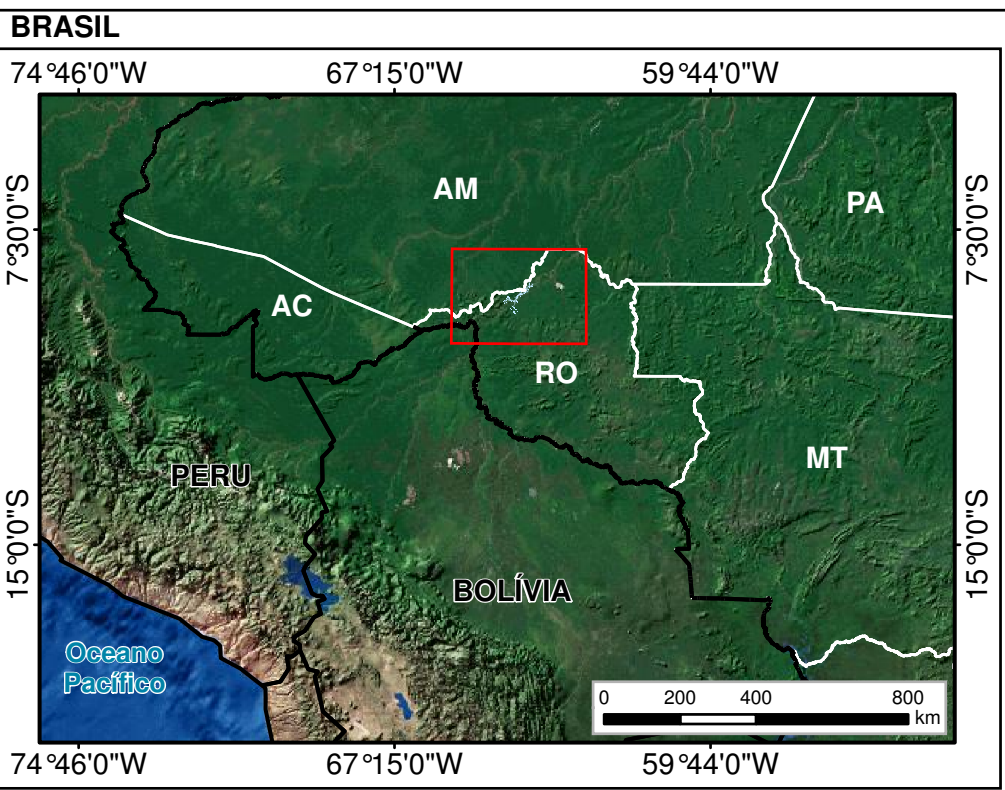 BRASIL
74°46'0"W 67°15'0"W 59°44'0"W
7°30'0"S
7°30'0"S
AM
PA
AC
RO
MT
PERU
15°0'0"S
15°0'0"S
BOLÍVIA
Oceano
Pacífico
0 200 400 800
km
74°46'0"W 67°15'0"W 59°44'0"W